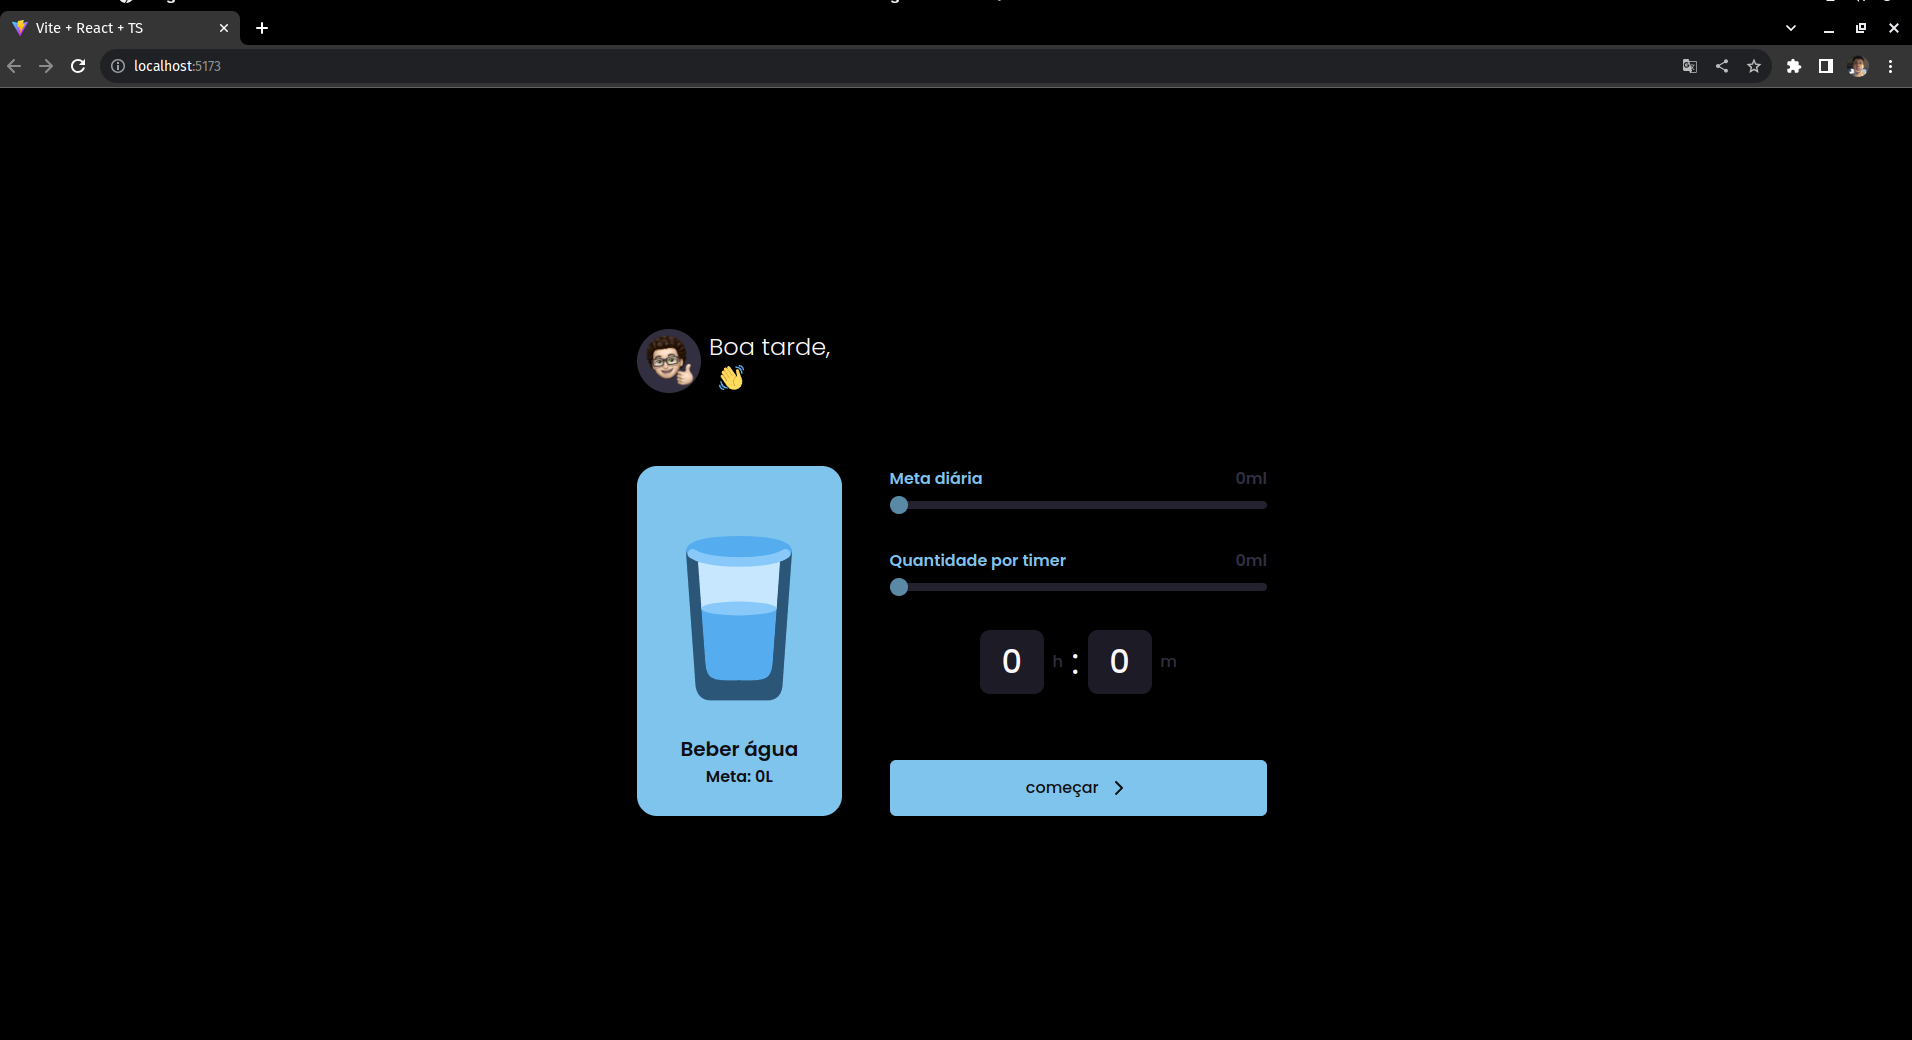 Vite + React + TS
localhost:5173
Boa tarde,
Meta diária 0ml
Quantidade por timer 0ml
0 h : 0 m
Beber água
Meta: 0L
começar